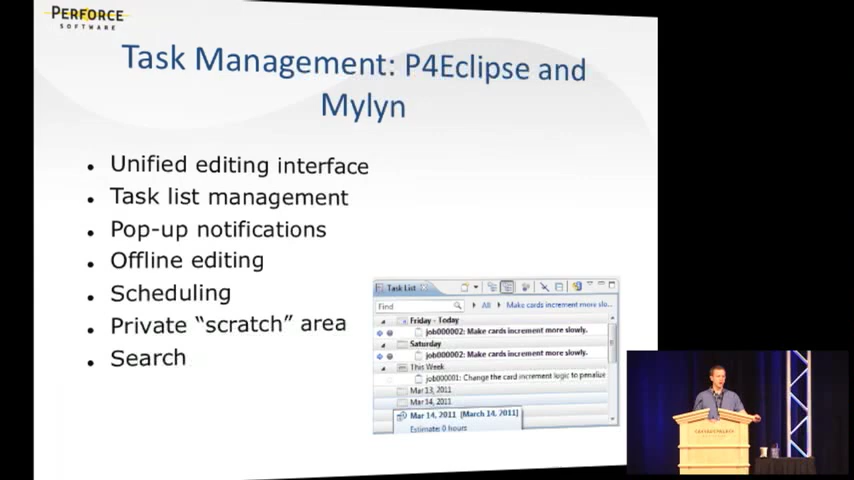 PERFORCE
SOFTWARE
Task Management: P4Eclipse and
Mylyn
• Unified editing interface
• Task list management
• Pop-up notifications
• Offline editing
• Scheduling
• Private “scratch” area
• Search
Task List
Find
All
Make cards increment more slo...
Friday - Today
job000002: Make cards increment more slowly.
Saturday
job000002: Make cards increment more slowly.
This Week
job000001: Change the card increment logic to penalize
Mar 13, 2011
Mar 14, 2011
Mar 14, 2011 [March 14, 2011]
Estimate: 0 hours